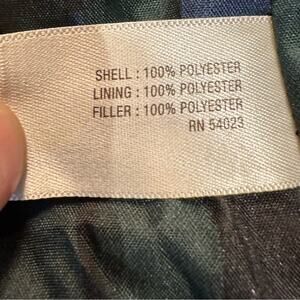 SHELL : 100% POLYESTER
LINING : 100% POLYESTER
FILLER : 100% POLYESTER
RN 54023